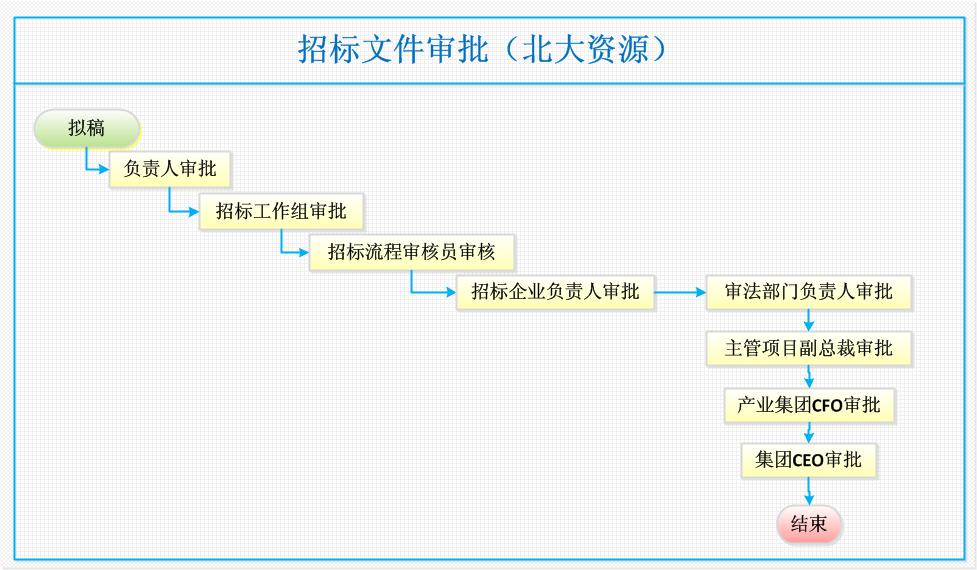 招标文件审批（北大资源）
拟稿
负责人审批
招标工作组审批
招标流程审核员审核
招标企业负责人审批
审法部门负责人审批
主管项目副总裁审批
产业集团CFO审批
集团CEO审批
结束